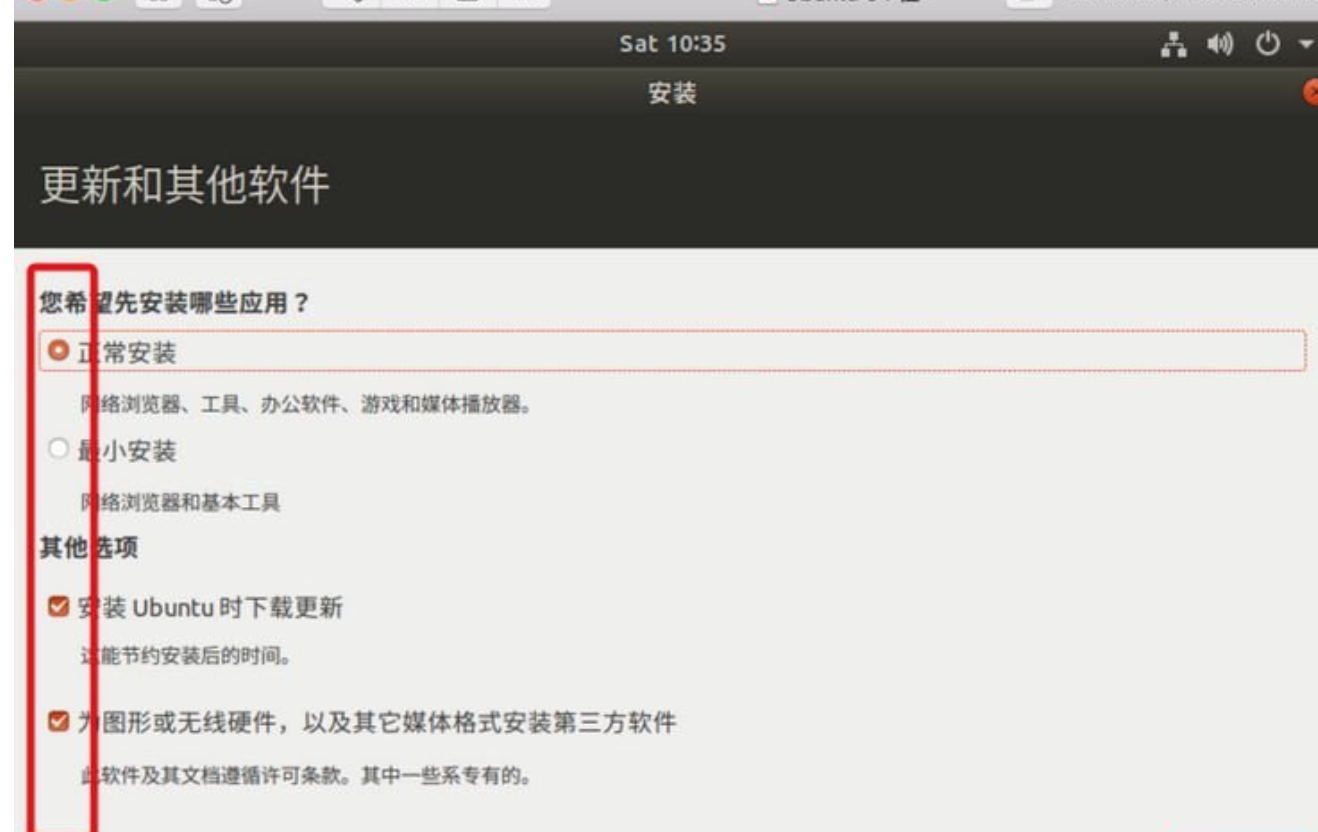 Sat 10:35
安装
更新和其他软件
您希望先安装哪些应用？
正常安装
网络浏览器、工具、办公软件、游戏和媒体播放器。
最小安装
网络浏览器和基本工具
其他选项
安装 Ubuntu 时下载更新
这能节约安装后的时间。
为图形或无线硬件，以及其它媒体格式安装第三方软件
此软件及其文档遵循许可条款。其中一些系专有的。